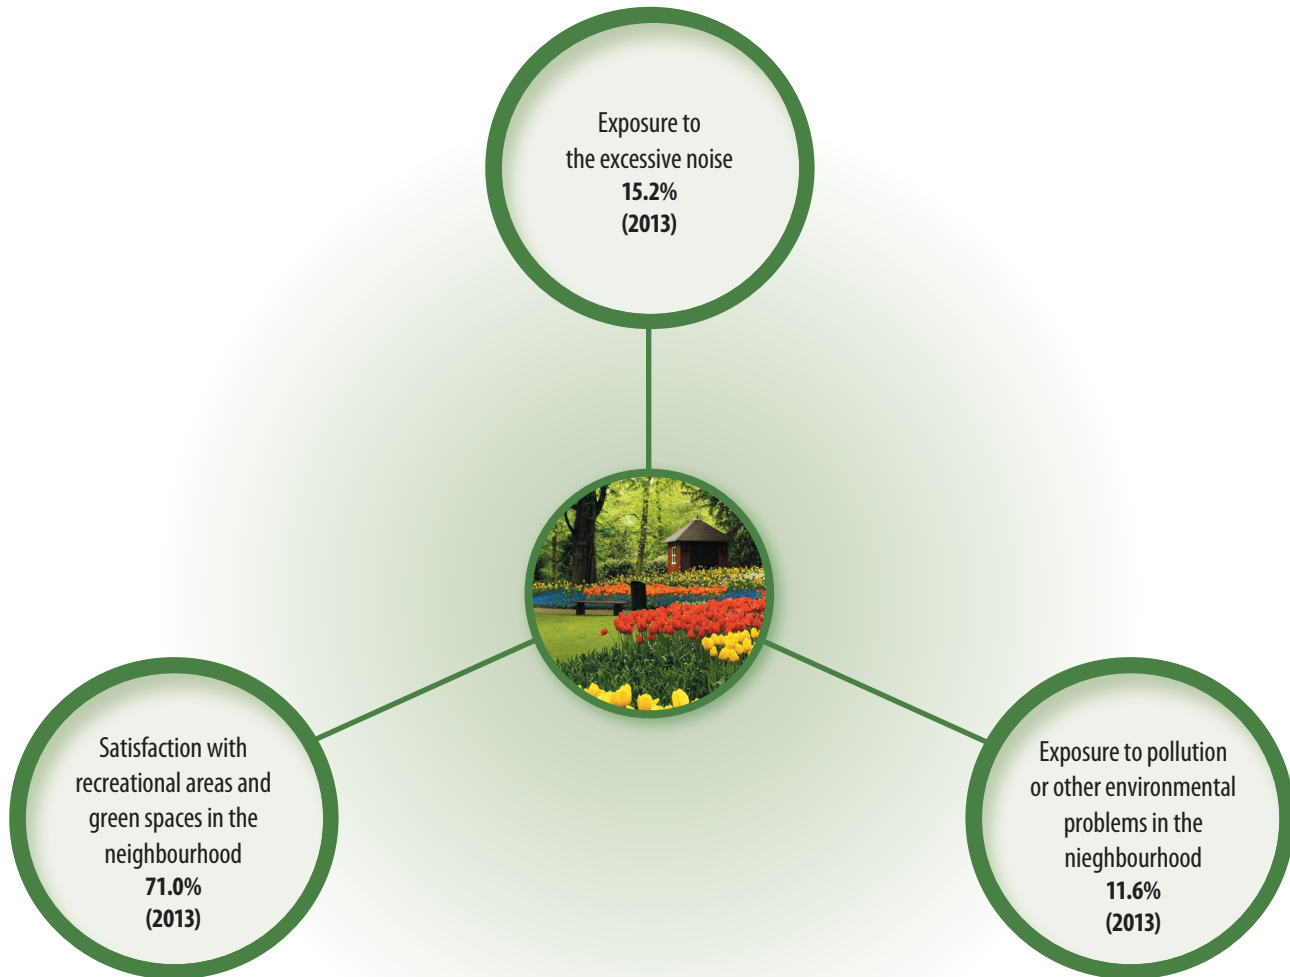 Exposure to
the excessive noise
15.2%
(2013)
Satisfaction with
recreational areas and
green spaces in the
neighbourhood
71.0%
(2013)
Exposure to pollution
or other environmental
problems in the
nieghbourhood
11.6%
(2013)